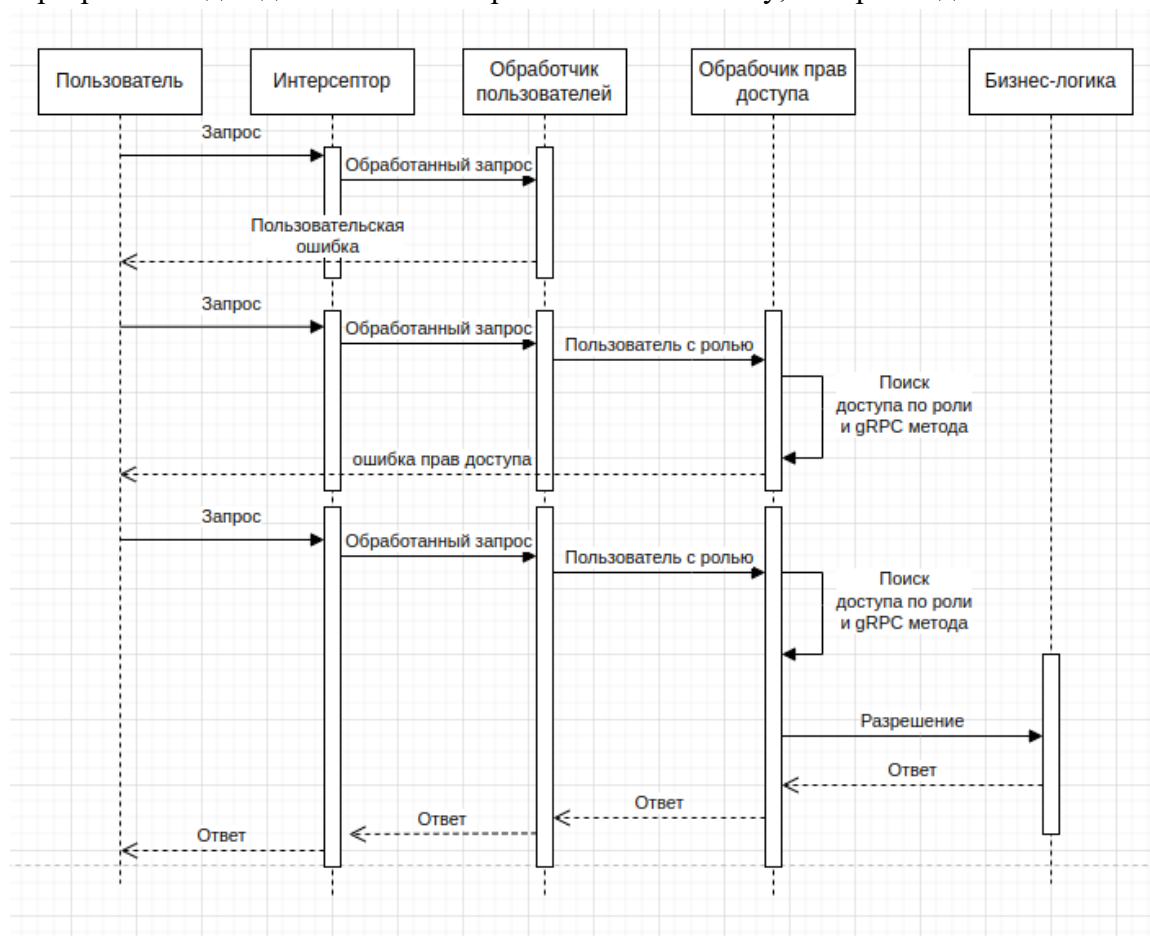 Пользователь
Интерсептор
Обработчик
пользователей
Обрабочик прав
доступа
Бизнес-логика
Запрос
Обработанный запрос
Пользовательская
ошибка
Запрос
Обработанный запрос
Пользователь с ролью
Поиск
доступа по роли
и gRPC метода
ошибка прав доступа
Запрос
Обработанный запрос
Пользователь с ролью
Поиск
доступа по роли
и gRPC метода
Разрешение
Ответ
Ответ
Ответ
Ответ